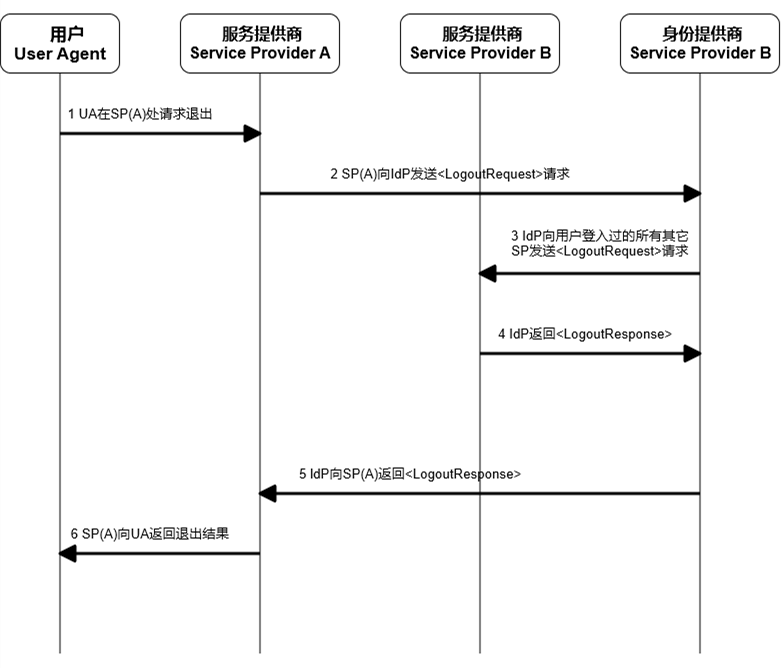 用户
User Agent
服务提供商
Service Provider A
服务提供商
Service Provider B
身份提供商
Service Provider B
1 UA在SP(A)处请求退出
2 SP(A)向IdP发送<LogoutRequest>请求
3 IdP向用户登入过的所有其它
SP发送<LogoutRequest>请求
4 IdP返回<LogoutResponse>
5 IdP向SP(A)返回<LogoutResponse>
6 SP(A)向UA返回退出结果